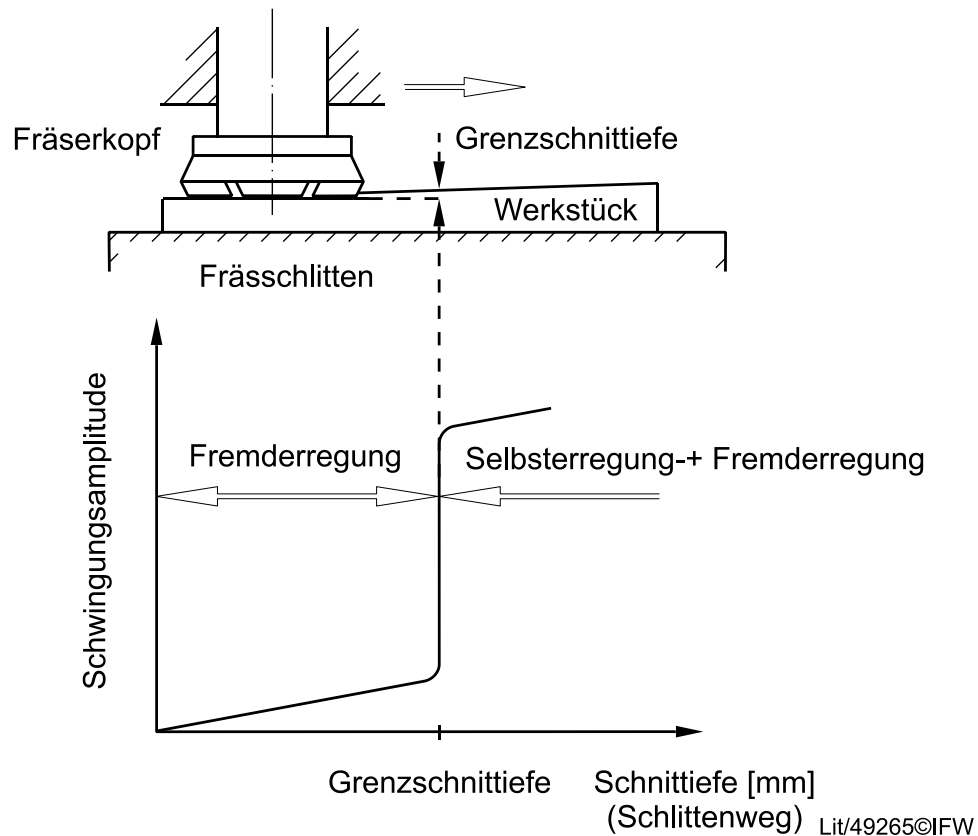 Fräserkopf
Grenzschnittiefe
Werkstück
Frässchlitten
Schwingungsamplitude
Fremderregung
Selbsterregung-+ Fremderregung
Grenzschnittiefe
Schnittiefe [mm]
(Schlittenweg)
Lit/49265©IFW